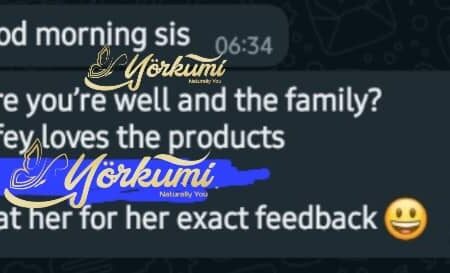 od morning sis
06:34
Yörkumi
Naturally You
re you're well and the family?
fey loves the products
Yörkumi
Naturally You
at her for her exact feedback 😃